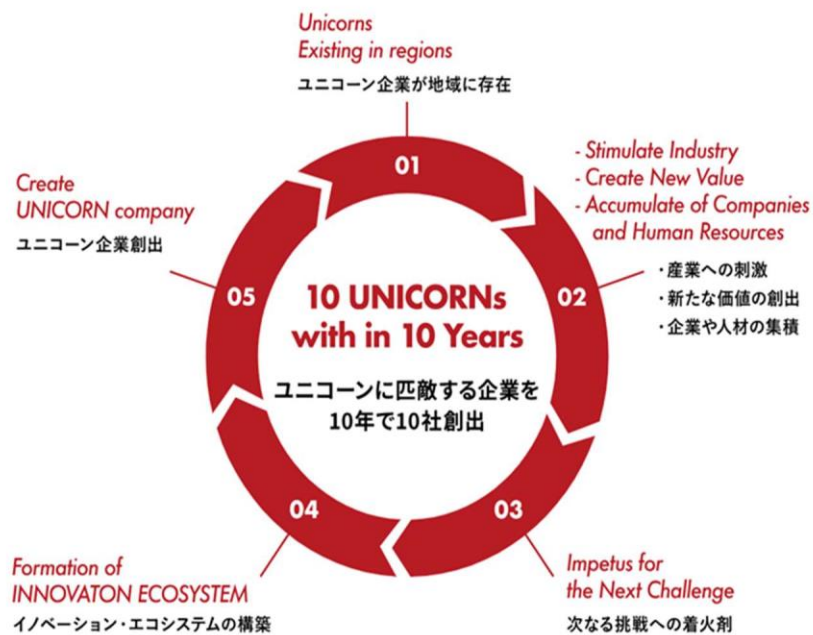 Unicorns
Existing in regions
ユニコーン企業が地域に存在
01
- Stimulate Industry
- Create New Value
- Accumulate of Companies
and Human Resources
・産業への刺激
・新たな価値の創出
・企業や人材の集積
02
Create
UNICORN company
ユニコーン企業創出
05
10 UNICORNs
with in 10 Years
ユニコーンに匹敵する企業を
10年で10社創出
04
03
Formation of
INNOVATON ECOSYSTEM
イノベーション・エコシステムの構築
Impetus for
the Next Challenge
次なる挑戦への着火剤